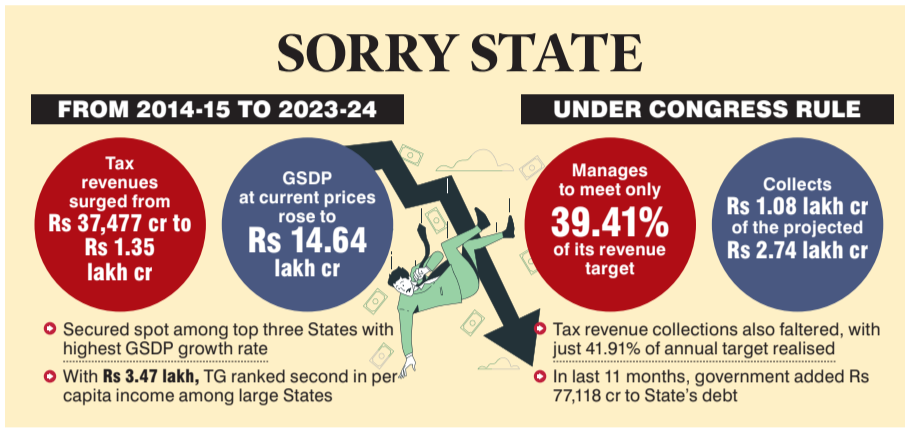 SORRY STATE
FROM 2014-15 TO 2023-24
Tax
revenues
surged from
Rs 37,477 cr to
Rs 1.35
lakh cr
GSDP
at current prices
rose to
Rs 14.64
lakh cr
Secured spot among top three States with
highest GSDP growth rate
With Rs 3.47 lakh, TG ranked second in per
capita income among large States
UNDER CONGRESS RULE
Manages
to meet only
39.41%
of its revenue
target
Collects
Rs 1.08 lakh cr
of the projected
Rs 2.74 lakh cr
Tax revenue collections also faltered, with
just 41.91% of annual target realised
In last 11 months, government added Rs
77,118 cr to State's debt